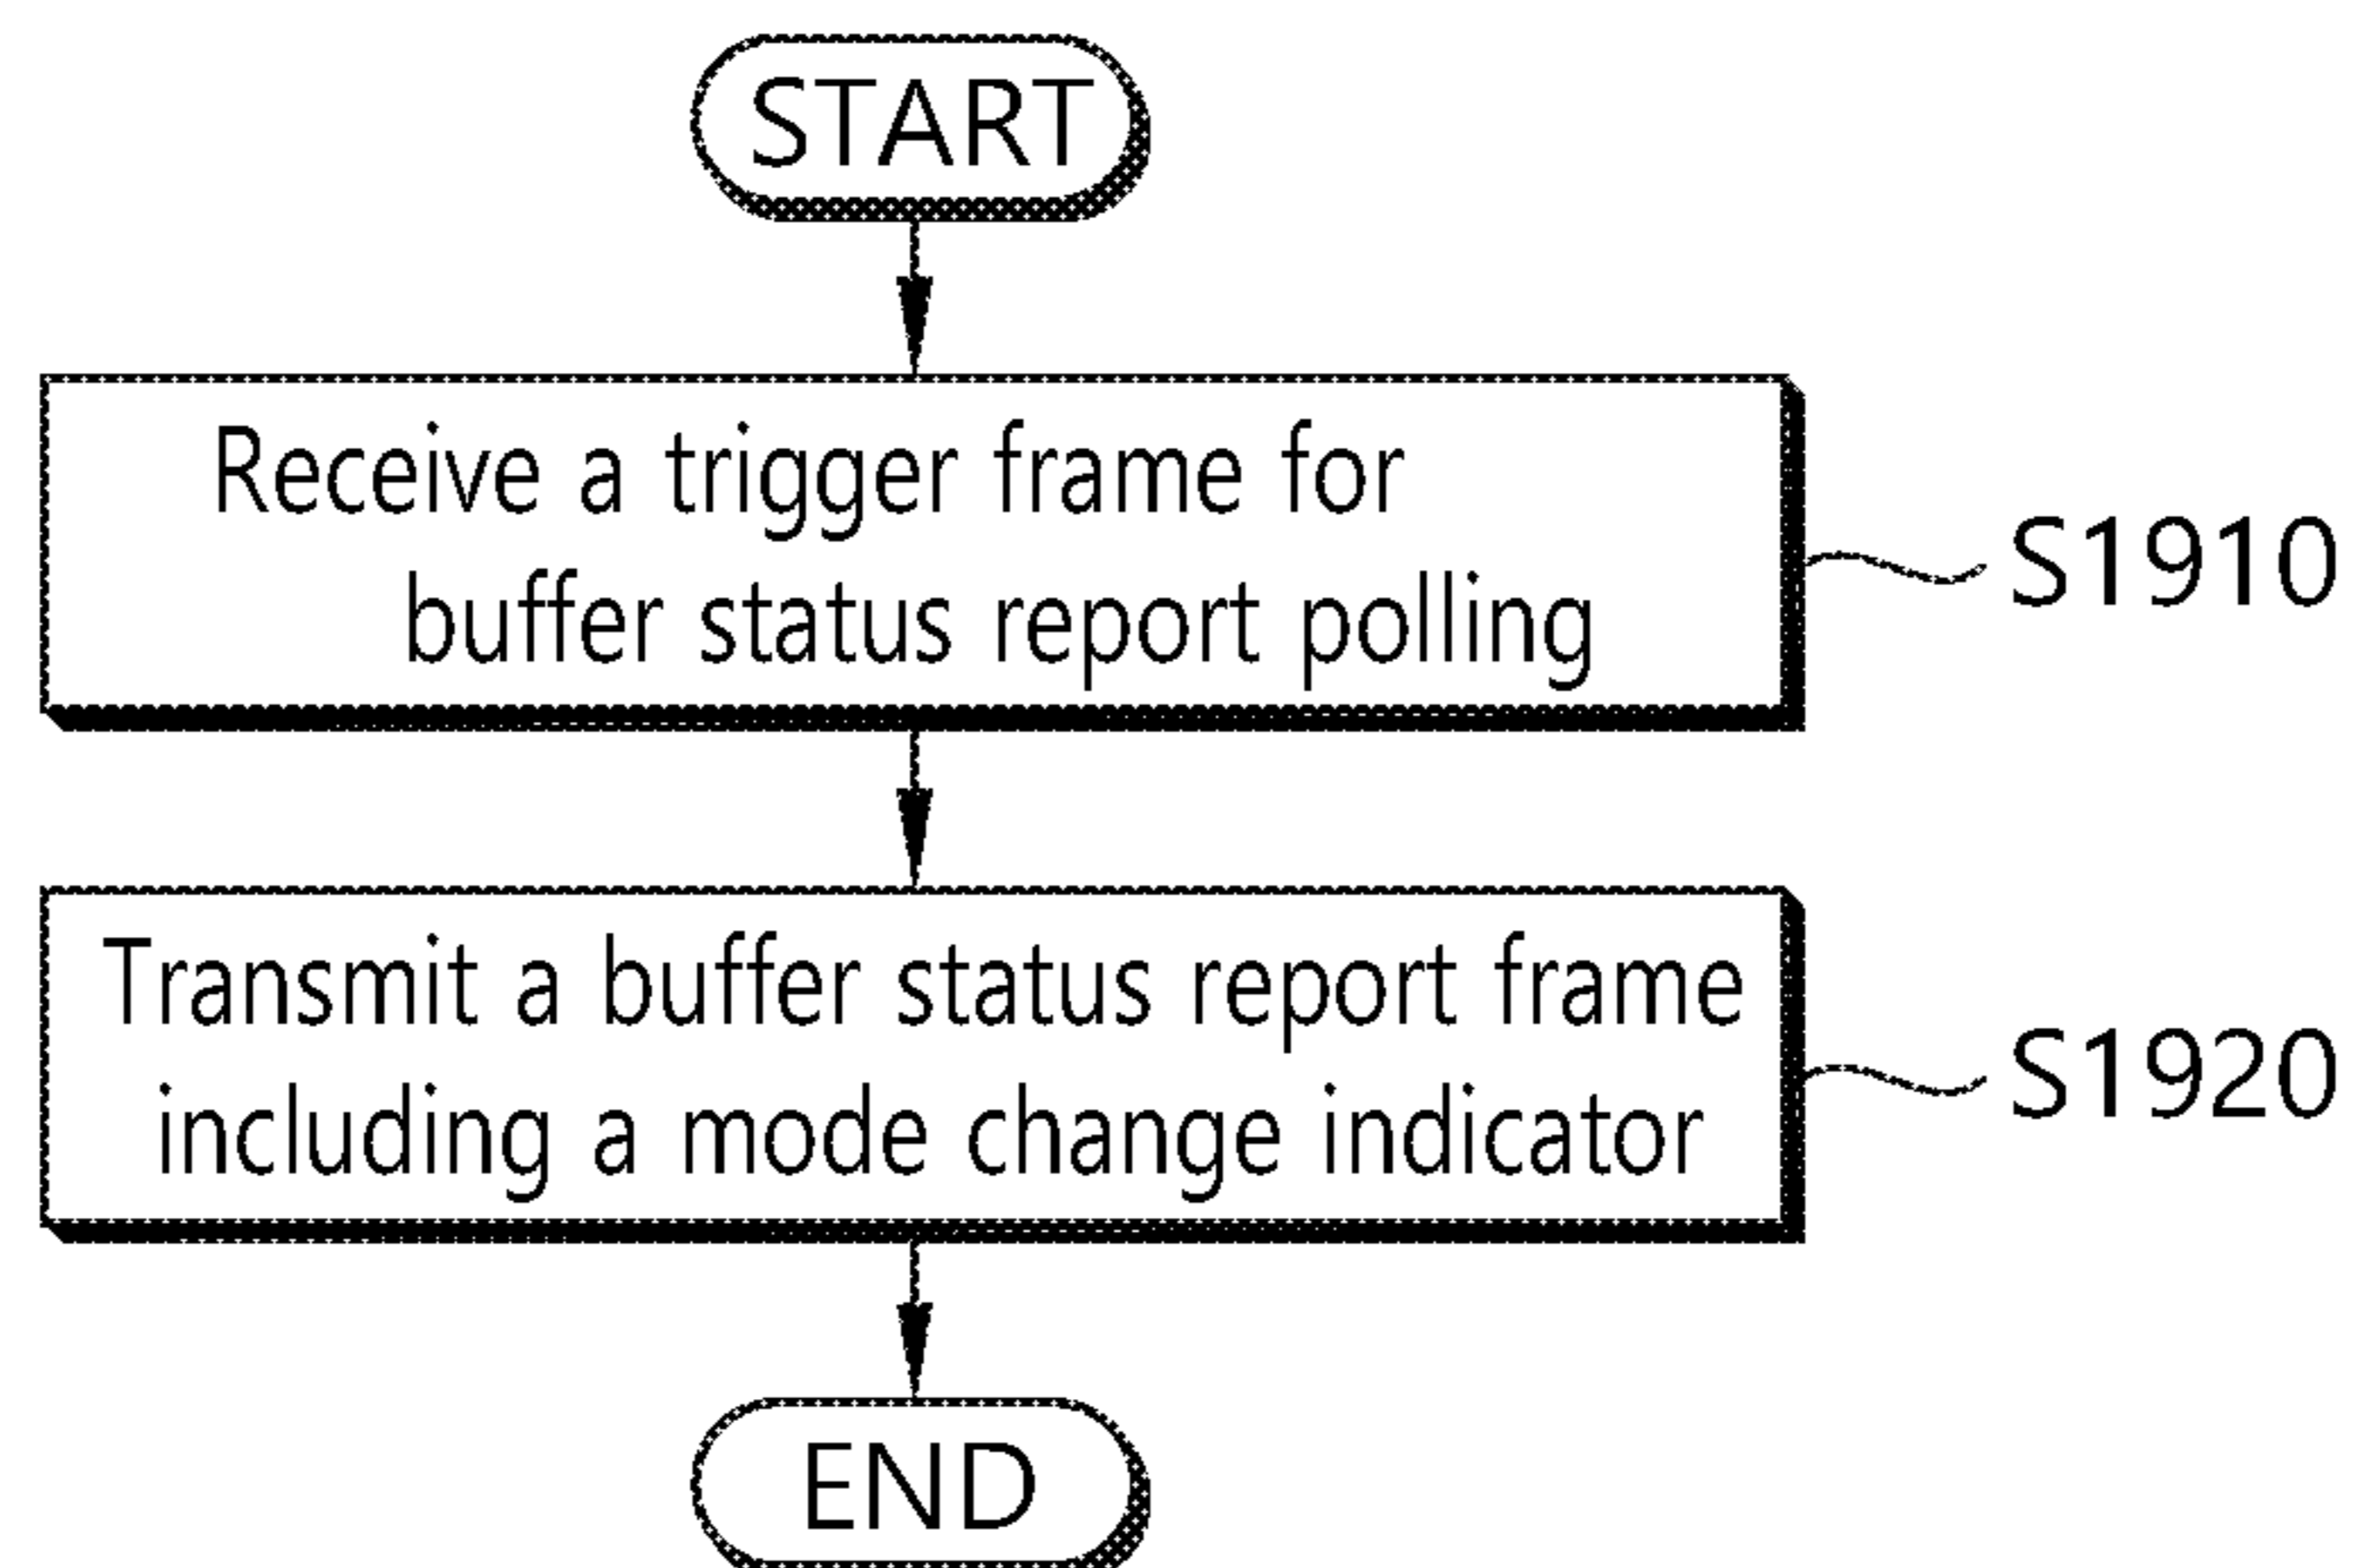 START
Receive a trigger frame for
buffer status report polling
S1910
Transmit a buffer status report frame
including a mode change indicator
S1920
END